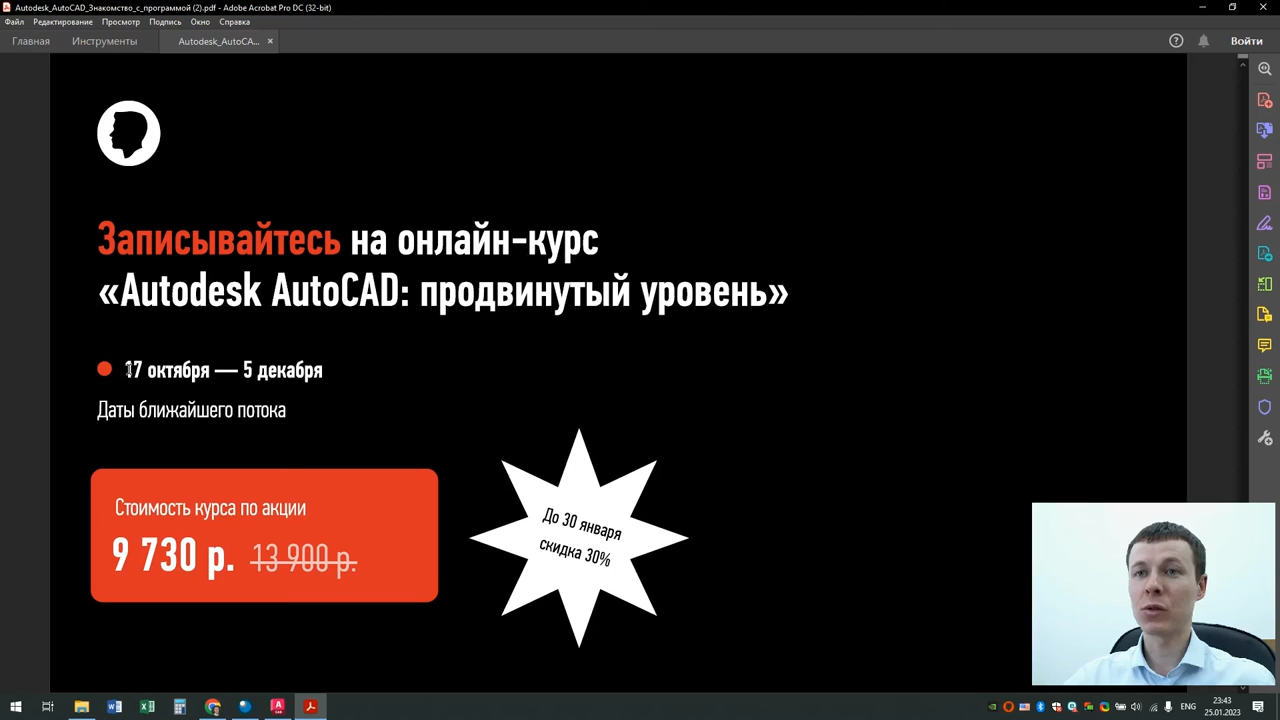 Autodesk_AutoCAD_Знакомство_с_программой (2).pdf - Adobe Acrobat Pro DC (32-bit)
Файл Редактирование Просмотр Подпись Окно Справка
Главная Инструменты Autodesk_AutoCA... × Войти
Записывайтесь на онлайн-курс
«Autodesk AutoCAD: продвинутый уровень»
17 октября — 5 декабря
Даты ближайшего потока
Стоимость курса по акции
9 730 р. 13 900 р.
До 30 января
скидка 30%
ENG
23:43
25.01.2023